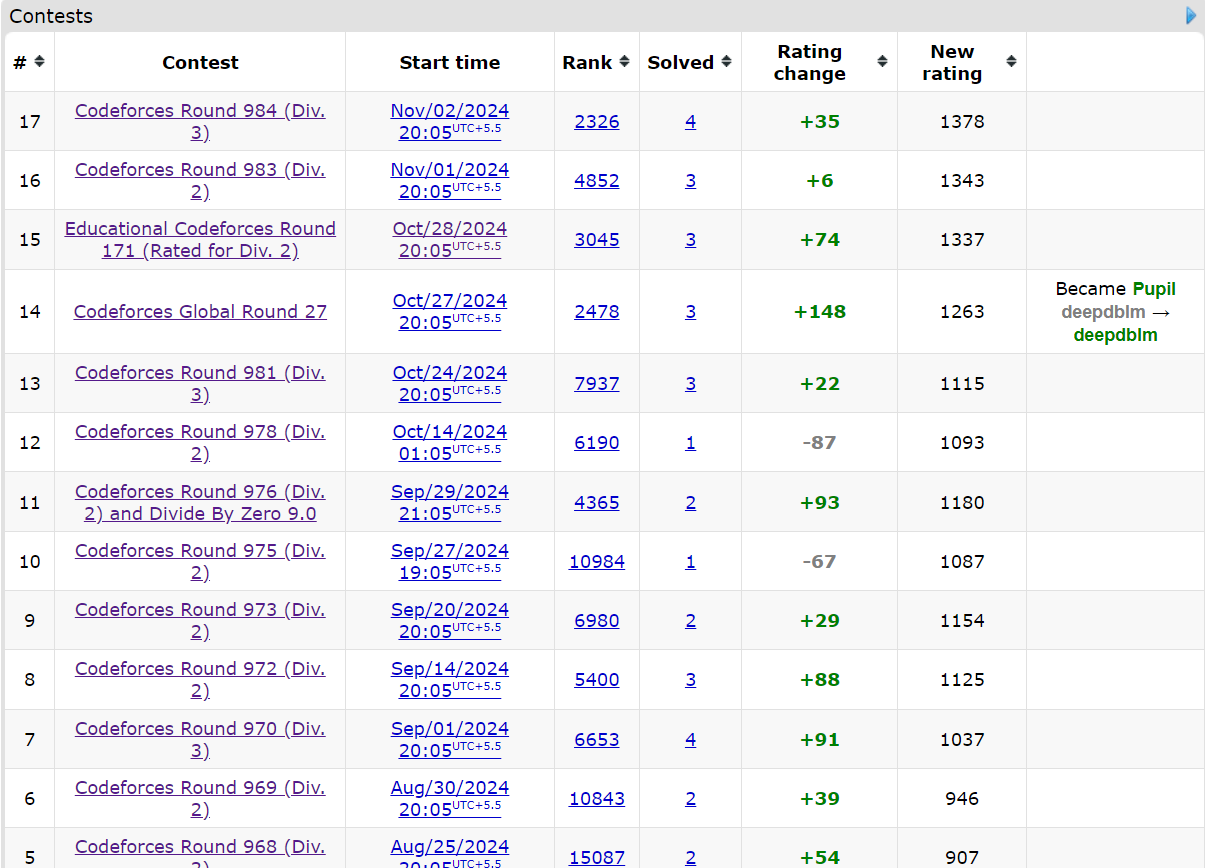 Contests
# Contest Start time Rank Solved Rating change New rating
17 Codeforces Round 984 (Div. 3) Nov/02/2024 20:05 UTC+5.5 2326 4 +35 1378
16 Codeforces Round 983 (Div. 2) Nov/01/2024 20:05 UTC+5.5 4852 3 +6 1343
15 Educational Codeforces Round 171 (Rated for Div. 2) Oct/28/2024 20:05 UTC+5.5 3045 3 +74 1337
14 Codeforces Global Round 27 Oct/27/2024 20:05 UTC+5.5 2478 3 +148 1263 Became Pupil deepdblm → deepdblm
13 Codeforces Round 981 (Div. 3) Oct/24/2024 20:05 UTC+5.5 7937 3 +22 1115
12 Codeforces Round 978 (Div. 2) Oct/14/2024 01:05 UTC+5.5 6190 1 -87 1093
11 Codeforces Round 976 (Div. 2) and Divide By Zero 9.0 Sep/29/2024 21:05 UTC+5.5 4365 2 +93 1180
10 Codeforces Round 975 (Div. 2) Sep/27/2024 19:05 UTC+5.5 10984 1 -67 1087
9 Codeforces Round 973 (Div. 2) Sep/20/2024 20:05 UTC+5.5 6980 2 +29 1154
8 Codeforces Round 972 (Div. 2) Sep/14/2024 20:05 UTC+5.5 5400 3 +88 1125
7 Codeforces Round 970 (Div. 3) Sep/01/2024 20:05 UTC+5.5 6653 4 +91 1037
6 Codeforces Round 969 (Div. 2) Aug/30/2024 20:05 UTC+5.5 10843 2 +39 946
5 Codeforces Round 968 (Div. Aug/25/2024 15087 2 +54 907